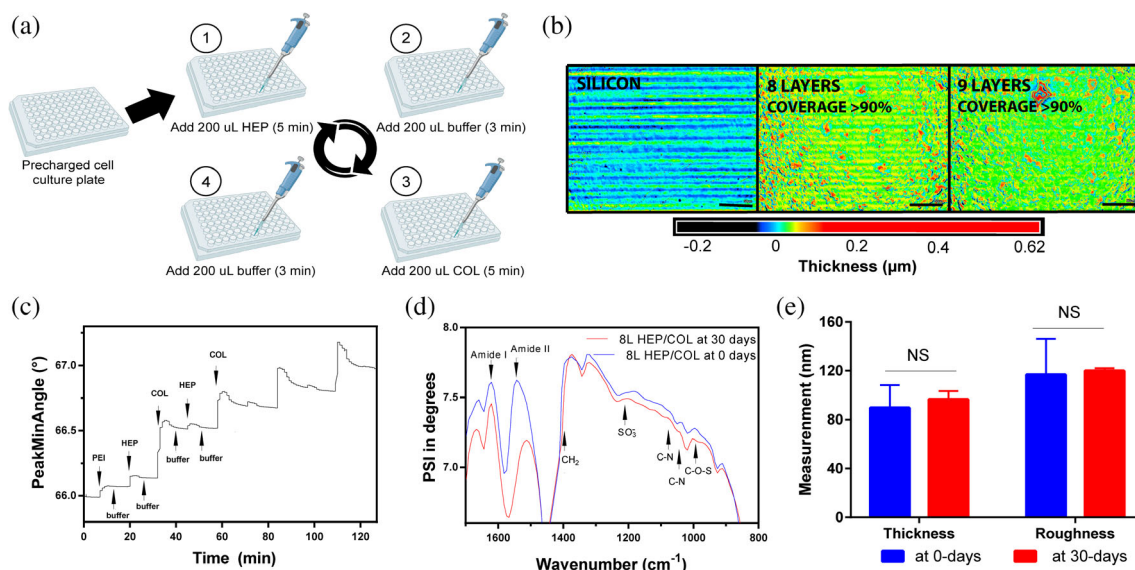 (a)
1
2
Add 200 uL HEP (5 min)
Add 200 uL buffer (3 min)
Precharged cell
culture plate
4
3
Add 200 uL buffer (3 min)
Add 200 uL COL (5 min)
(b)
SILICON
8 LAYERS
COVERAGE >90%
9 LAYERS
COVERAGE >90%
-0.2
0
0.2
0.4
0.62
Thickness (µm)
(c)
PeakMinAngle (°)
67.0
66.5
66.0
PEI
HEP
COL
HEP
COL
buffer
buffer
buffer
buffer
0
20
40
60
80
100
120
Time (min)
(d)
PSI in degrees
8.0
7.5
7.0
8L HEP/COL at 30 days
8L HEP/COL at 0 days
Amide I
Amide II
CH2
SO3-
C-N
C-N
C-O-S
1600
1400
1200
1000
800
Wavenumber (cm-1)
(e)
Measurenment (nm)
160
120
80
40
0
NS
NS
Thickness
Roughness
at 0-days
at 30-days